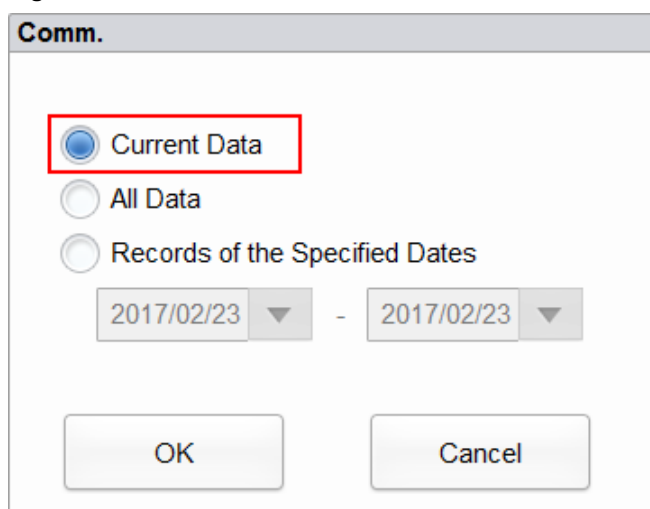 Comm.
Current Data
All Data
Records of the Specified Dates
2017/02/23 - 2017/02/23
OK Cancel